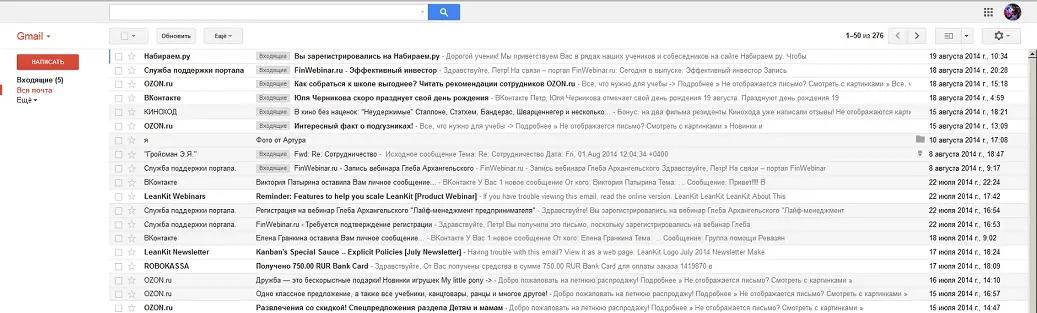 Gmail
Обновить Ещё 1–50 из 276
НАПИСАТЬ
Входящие (5)
Вся почта
Ещё
Набираем.ру Входящие Вы зарегистрировались на Набираем.ру - Дорогой ученик! Мы приветствуем Вас в рядах наших учеников и собеседников на сайте Набираем.ру. Чтобы 19 августа 2014 г., 10:34
Служба поддержки портала Входящие FinWebinar.ru - Эффективный инвестор - Здравствуйте, Петр! На связи – портал FinWebinar.ru. Сегодня в выпуске: Эффективный инвестор Запись 18 августа 2014 г., 20:28
OZON.ru Входящие Как собраться к школе выгоднее? Читать рекомендации сотрудников OZON.ru - Все, что нужно для учебы -> Подробнее » Не отображается письмо? Смотреть с картинками » Все, ч 18 августа 2014 г., 5:18
ВКонтакте Входящие Юля Черникова скоро празднует свой день рождения - ВКонтакте Петр, Юля Черникова отмечает свой день рождения 19 августа. Празднуют день рождения 19 18 августа 2014 г., 4:59
КИНОХОД Входящие В кино без наценок: "Неудержимые" Сталлоне, Стэтхем, Бандерас, Шварценеггер и несколько... - Бонус: на два фильма резиденты Кинохода уже написали отзывы! Не отображаются карти 15 августа 2014 г., 18:21
OZON.ru Входящие Интересный факт о подгузниках! - Все, что нужно для учебы -> Подробнее » Не отображается письмо? Смотреть с картинками » Новинки и 15 августа 2014 г., 13:09
я Фото от Артура 10 августа 2014 г., 17:08
"Гройсман Э.Я." Входящие Fwd: Re: Сотрудничество - Исходное сообщение Тема: Re: Сотрудничество Дата: Fri, 01 Aug 2014 12:04:34 +0400 8 августа 2014 г., 18:47
Служба поддержки портала. Входящие FinWebinar.ru - Запись вебинара Глеба Архангельского - Здравствуйте, Петр! На связи – портал FinWebinar.ru 8 августа 2014 г., 9:17
ВКонтакте Виктория Патырина оставила Вам личное сообщение... - ВКонтакте У Вас 1 новое сообщение От кого: Виктория Патырина Тема: ... Сообщение: Привет!!!! В 22 июля 2014 г., 22:24
LeanKit Webinars Reminder: Features to help you scale LeanKit [Product Webinar] - If you have trouble viewing this email, read the online version. LeanKit LeanKit LeanKit About This 22 июля 2014 г., 17:42
Служба поддержки портала. Регистрация на вебинар Глеба Архангельского "Лайф-менеджмент предпринимателя" - Здравствуйте! Вы зарегистрировались на вебинар Глеба Архангельского "Лайф-менеджмент 22 июля 2014 г., 16:54
Служба поддержки портала. FinWebinar.ru - Требуется подтверждение регистрации - Здравствуйте, Петр! Вы получили это письмо, поскольку зарегистрировались на вебинар Глеба 22 июля 2014 г., 16:53
ВКонтакте Елена Гранкина оставила Вам личное сообщение... - ВКонтакте У Вас 1 новое сообщение От кого: Елена Гранкина Тема: ... Сообщение: Группа помощи Ревазян 18 июля 2014 г., 9:02
LeanKit Newsletter Kanban's Special Sauce – Explicit Policies [July Newsletter] - Having trouble with this email? View it as a web page. LeanKit Logo July 2014 Newsletter Make 17 июля 2014 г., 18:24
ROBOKASSA Получено 750.00 RUR Bank Card - Здравствуйте, От Вас получены средства в сумме 750.00 RUR Bank Card для оплаты заказа 1419870 в 17 июля 2014 г., 18:09
OZON.ru Дружба — это бескорыстные подарки! Новинки игрушек My little pony -> - Добро пожаловать на летнюю распродажу! Подробнее » Не отображается письмо? Смотреть с картинками » 16 июля 2014 г., 14:10
OZON.ru Одно классное предложение, а также все учебники, канцтовары, ранцы и многое другое! - Добро пожаловать на летнюю распродажу! Подробнее » Не отображается письмо? Смотреть с картинками » 15 июля 2014 г., 16:57
OZON.ru Развлечения со скидкой! Спецпредложения раздела Детям и мамам - Добро пожаловать на летнюю распродажу! Подробнее » Не отображается письмо? Смотреть с картинками » 15 июля 2014 г., 14:07